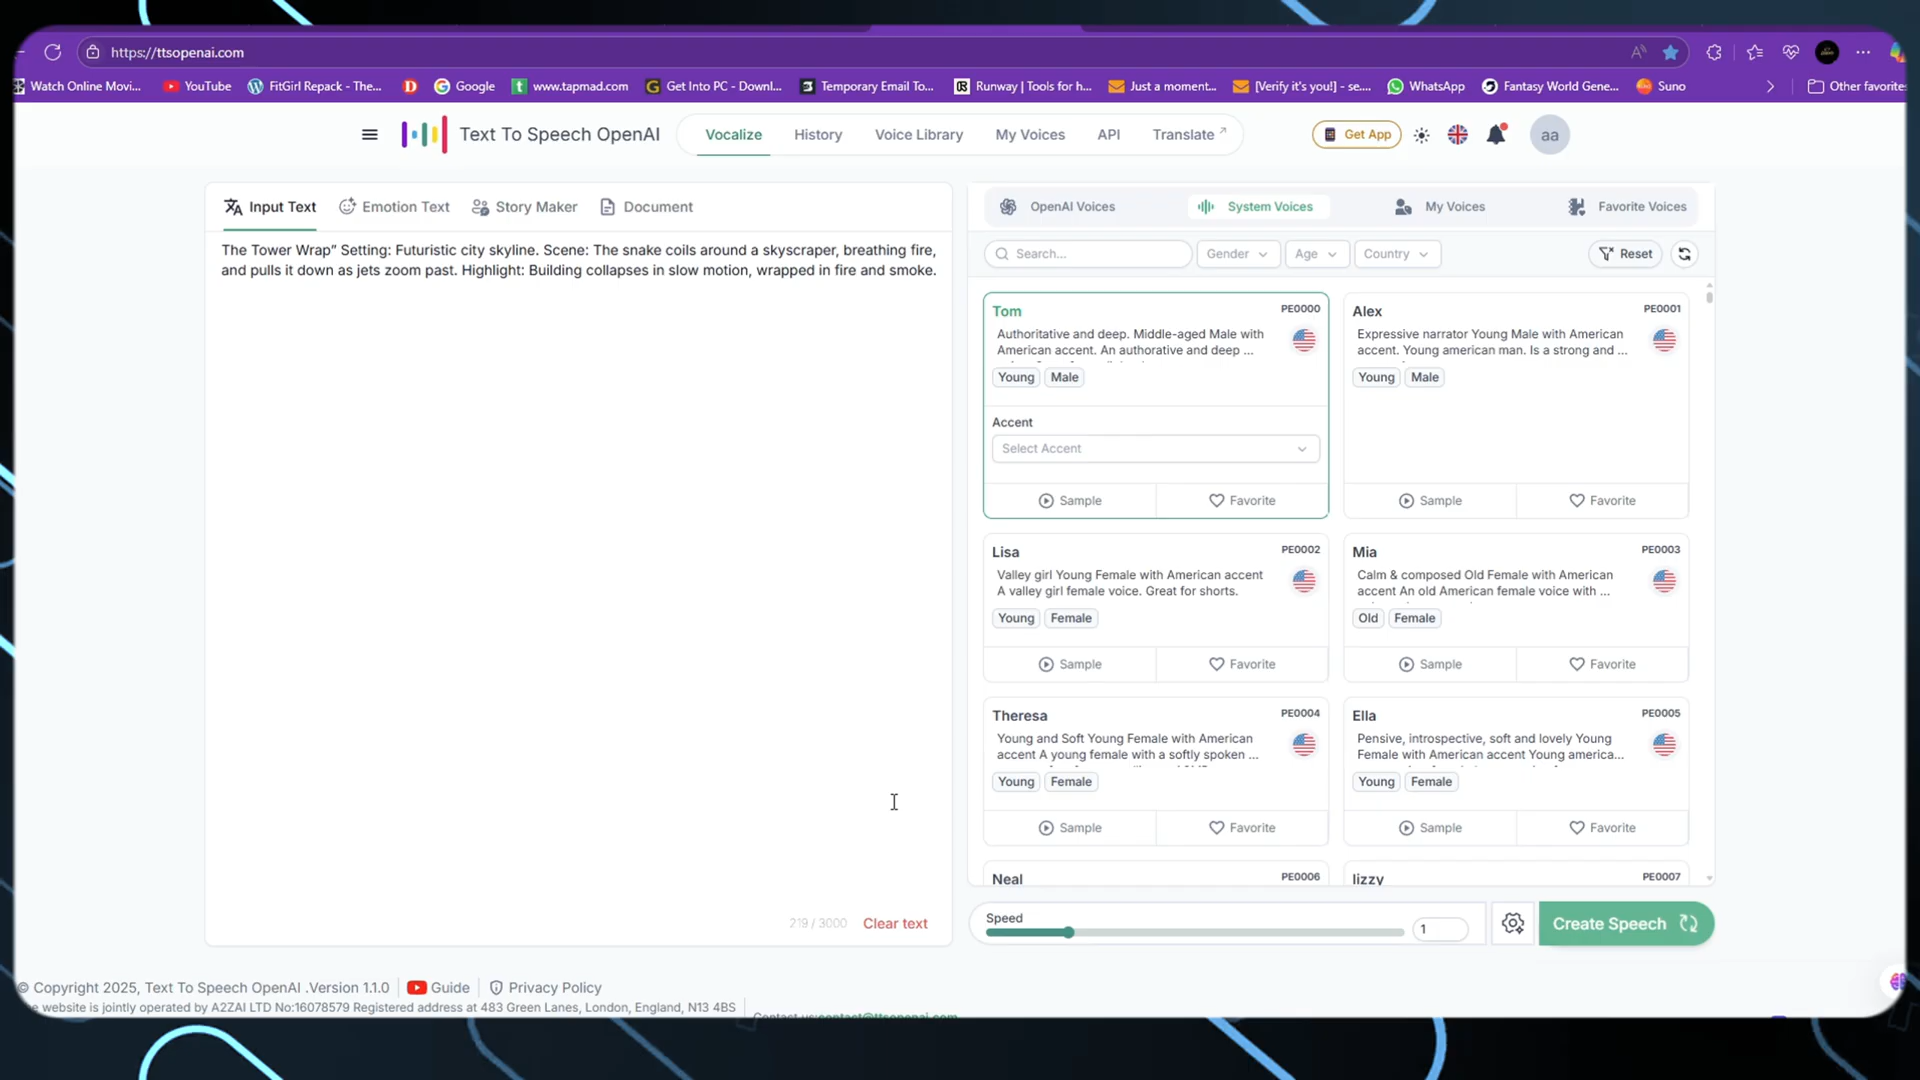 https://ttsopenai.com
Watch Online Movi...
YouTube
FitGirl Repack - The...
Google
www.tapmad.com
Get Into PC - Downl...
Temporary Email To...
Runway | Tools for h...
Just a moment...
[Verify it's you!] - se...
WhatsApp
Fantasy World Gene...
Suno
Other favorite
Text To Speech OpenAI
Vocalize
History
Voice Library
My Voices
API
Translate
Get App
aa
Input Text
Emotion Text
Story Maker
Document
The Tower Wrap" Setting: Futuristic city skyline. Scene: The snake coils around a skyscraper, breathing fire,
and pulls it down as jets zoom past. Highlight: Building collapses in slow motion, wrapped in fire and smoke.
219 / 3000
Clear text
OpenAI Voices
System Voices
My Voices
Favorite Voices
Search...
Gender
Age
Country
Reset
Tom
PE0000
Authoritative and deep. Middle-aged Male with
American accent. An authorative and deep ...
Young
Male
Accent
Select Accent
Sample
Favorite
Alex
PE0001
Expressive narrator Young Male with American
accent. Young american man. Is a strong and ...
Young
Male
Sample
Favorite
Lisa
PE0002
Valley girl Young Female with American accent
A valley girl female voice. Great for shorts.
Young
Female
Sample
Favorite
Mia
PE0003
Calm & composed Old Female with American
accent An old American female voice with ...
Old
Female
Sample
Favorite
Theresa
PE0004
Young and Soft Young Female with American
accent A young female with a softly spoken ...
Young
Female
Sample
Favorite
Ella
PE0005
Pensive, introspective, soft and lovely Young
Female with American accent Young america...
Young
Female
Sample
Favorite
Neal
PE0006
lizzy
PE0007
Speed
1
Create Speech
© Copyright 2025, Text To Speech OpenAI .Version 1.1.0
Guide
Privacy Policy
e website is jointly operated by A2ZAI LTD No:16078579 Registered address at 483 Green Lanes, London, England, N13 4BS
Contact us:contact@ttsopenai.com